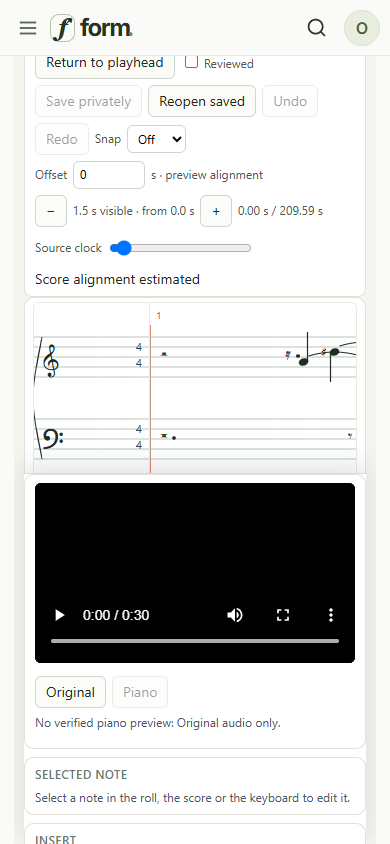 form
O
Return to playhead
Reviewed
Save privately Reopen saved Undo
Redo Snap Off
Offset 0 s · preview alignment
− 1.5 s visible · from 0.0 s + 0.00 s / 209.59 s
Source clock
Score alignment estimated
1
4
4
4
4
0:00 / 0:30
Original Piano
No verified piano preview: Original audio only.
SELECTED NOTE
Select a note in the roll, the score or the keyboard to edit it.
INSERT